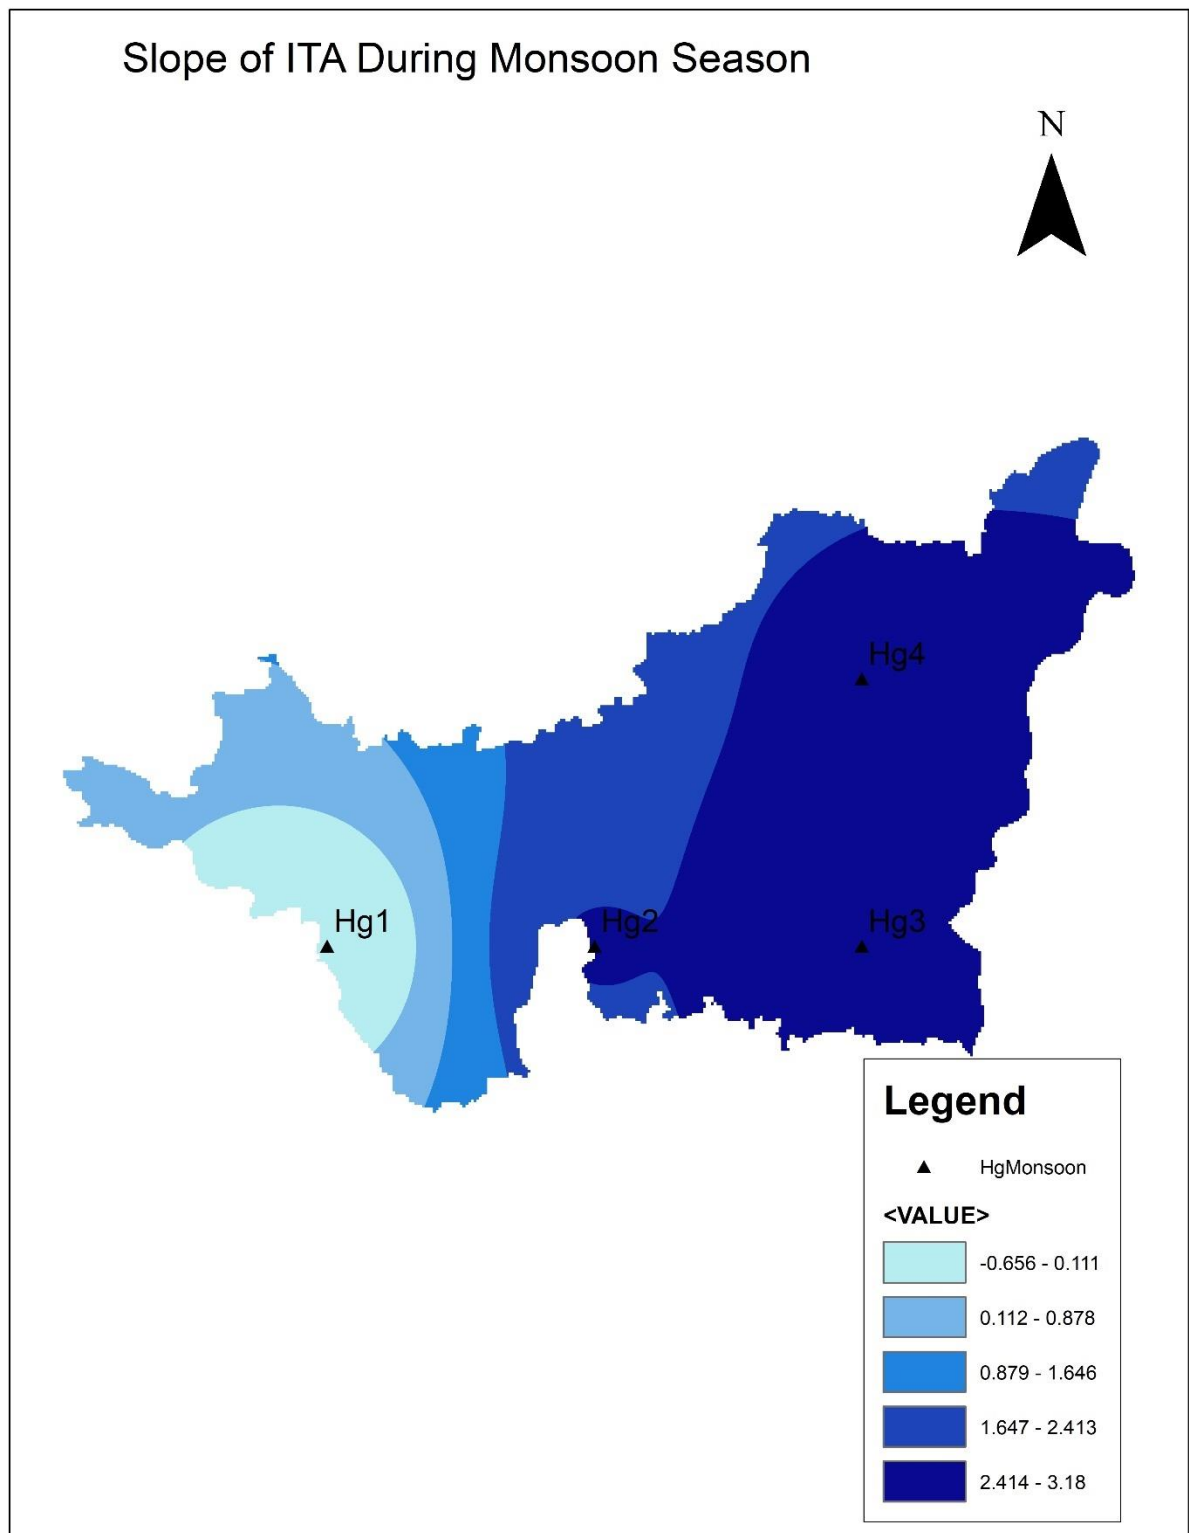 Slope of ITA During Monsoon Season
N
Hg4
Hg1
Hg2
Hg3
Legend
HgMonsoon
<VALUE>
-0.656 - 0.111
0.112 - 0.878
0.879 - 1.646
1.647 - 2.413
2.414 - 3.18